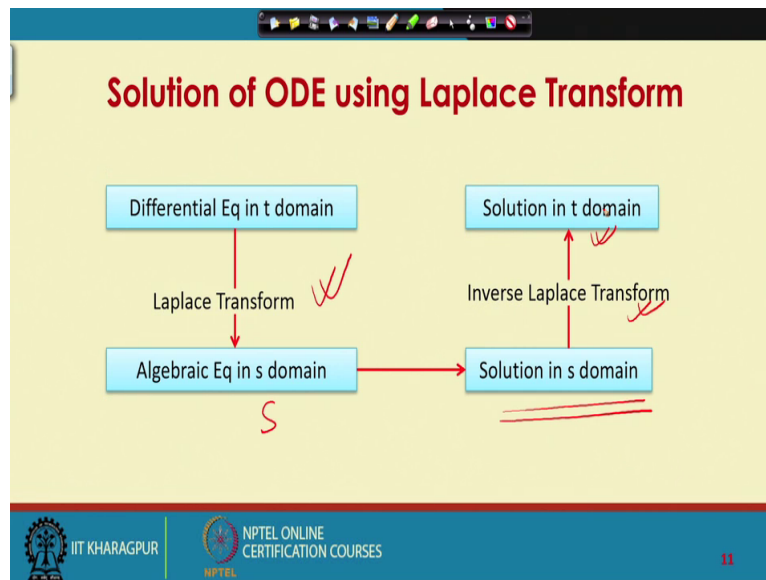 Solution of ODE using Laplace Transform
Differential Eq in t domain
Solution in t domain
Laplace Transform
Inverse Laplace Transform
Algebraic Eq in s domain
Solution in s domain
S
IIT KHARAGPUR
NPTEL
NPTEL ONLINE
CERTIFICATION COURSES
11